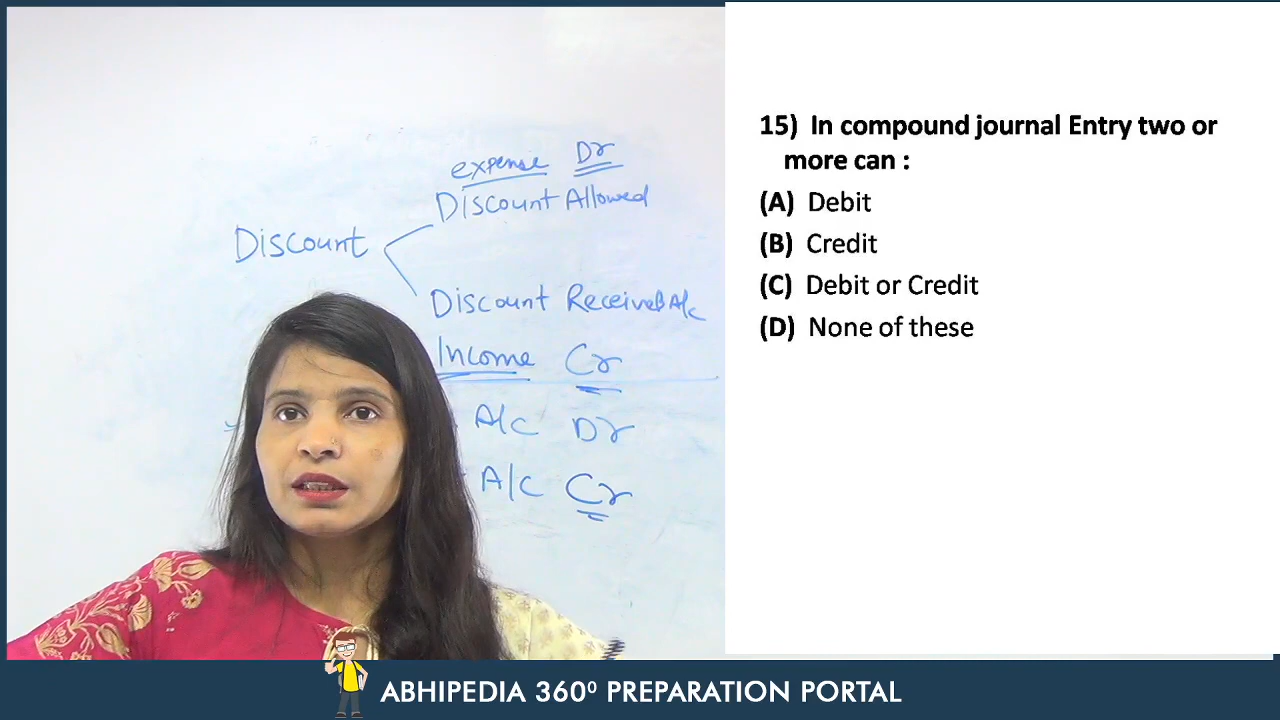 expense Dr
Discount Allowed
Discount
Discount Received A/c
Income Cr
A/c Dr
A/c Cr
15) In compound journal Entry two or
more can :
(A) Debit
(B) Credit
(C) Debit or Credit
(D) None of these
ABHIPEDIA 360⁰ PREPARATION PORTAL